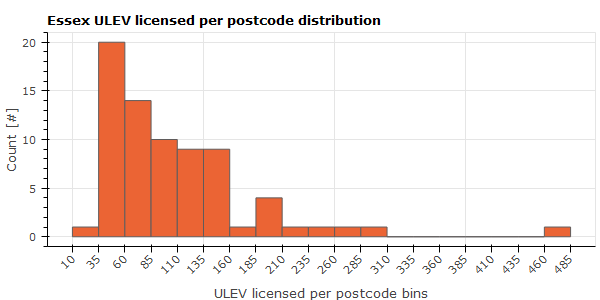 Essex ULEV licensed per postcode distribution
20
15
10
5
0
Count [#]
10 35 60 85 110 135 160 185 210 235 260 285 310 335 360 385 410 435 460 485
ULEV licensed per postcode bins